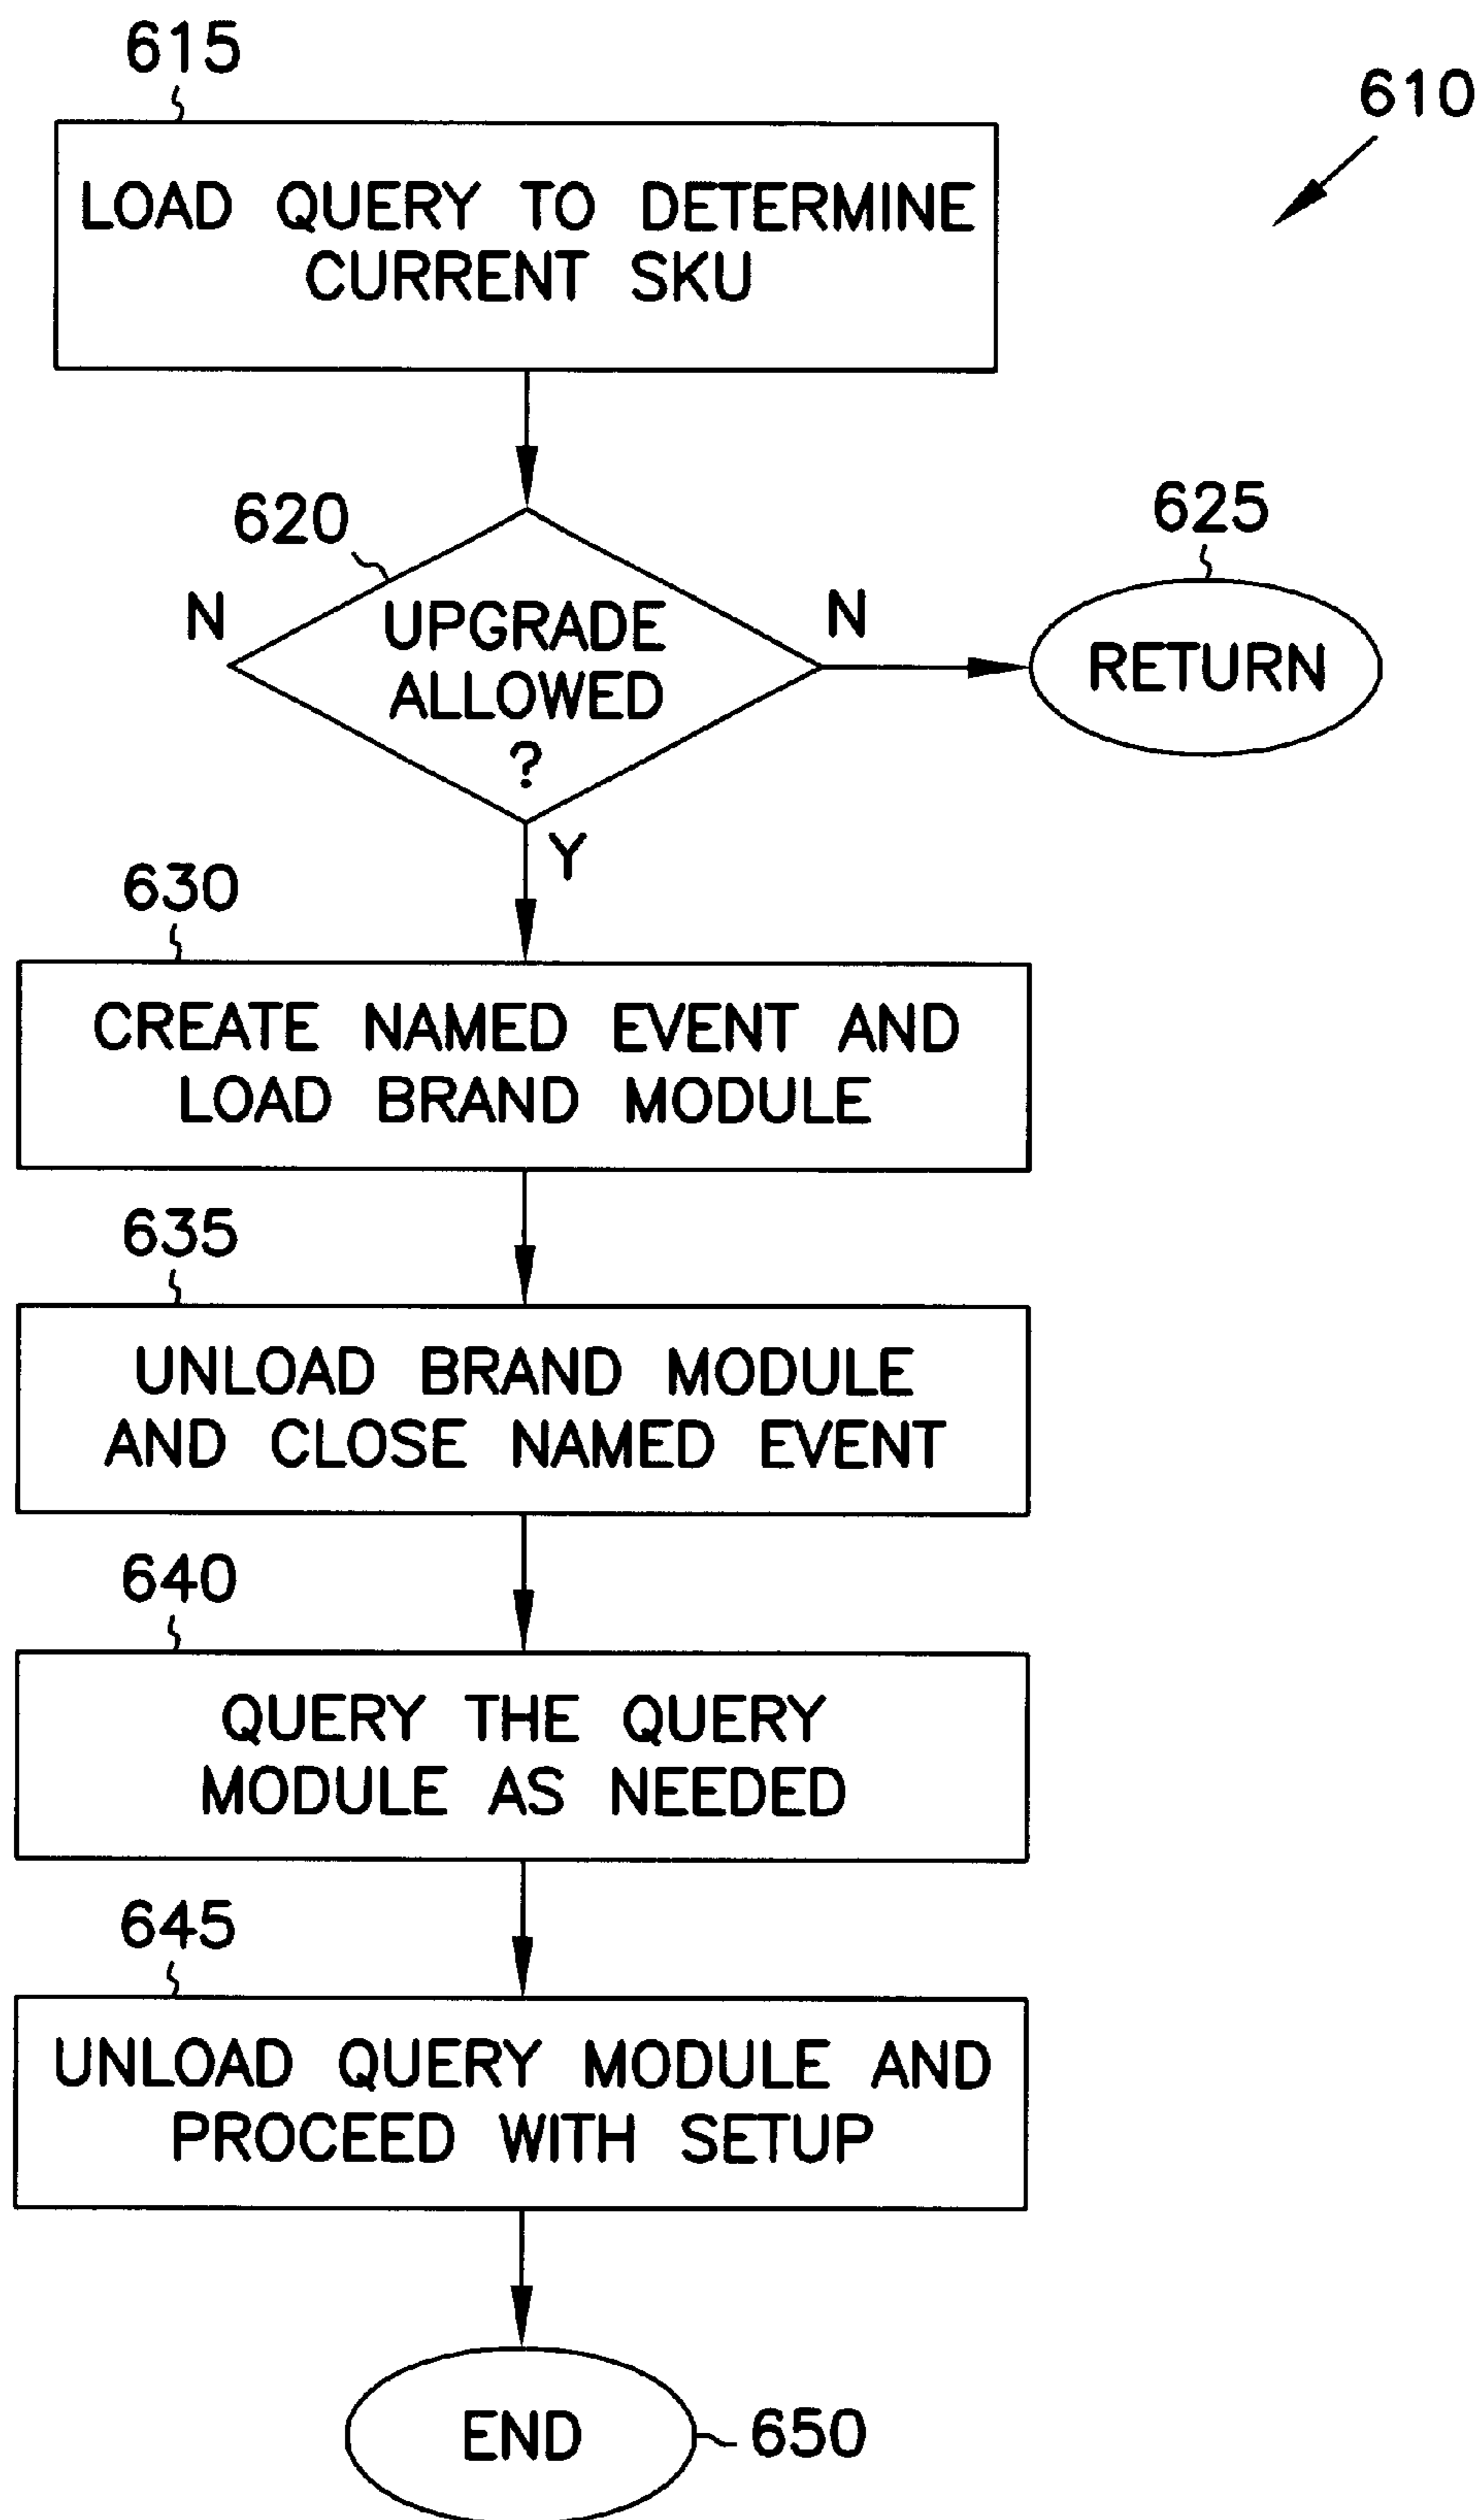 615
610
LOAD QUERY TO DETERMINE
CURRENT SKU
620
625
N
UPGRADE
ALLOWED
?
N
RETURN
Y
630
CREATE NAMED EVENT AND
LOAD BRAND MODULE
635
UNLOAD BRAND MODULE
AND CLOSE NAMED EVENT
640
QUERY THE QUERY
MODULE AS NEEDED
645
UNLOAD QUERY MODULE AND
PROCEED WITH SETUP
END
650